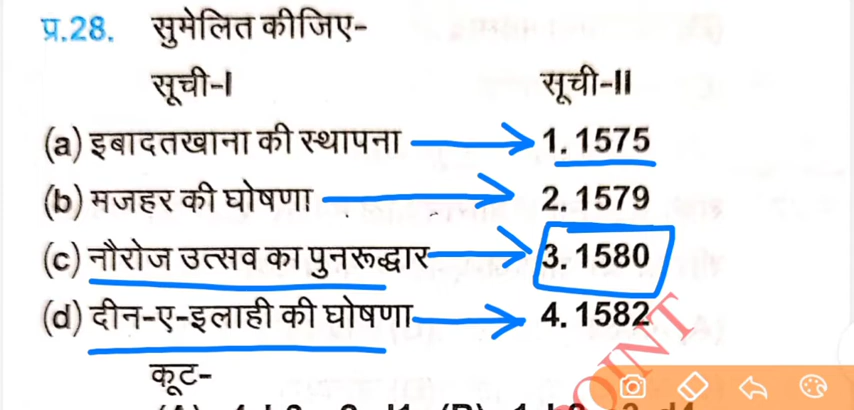 प्र.28. सुमेलित कीजिए-
सूची-I सूची-II
(a) इबादतखाना की स्थापना 1. 1575
(b) मजहर की घोषणा 2. 1579
(c) नौरोज उत्सव का पुनरूद्धार 3. 1580
(d) दीन-ए-इलाही की घोषणा 4. 1582
कूट-
POINT